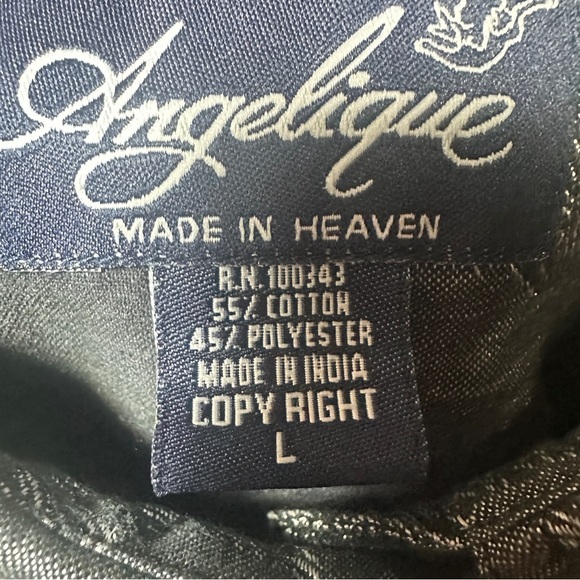 Angelique
MADE IN HEAVEN
R.N. 100343
55% COTTON
45% POLYESTER
MADE IN INDIA
COPY RIGHT
L